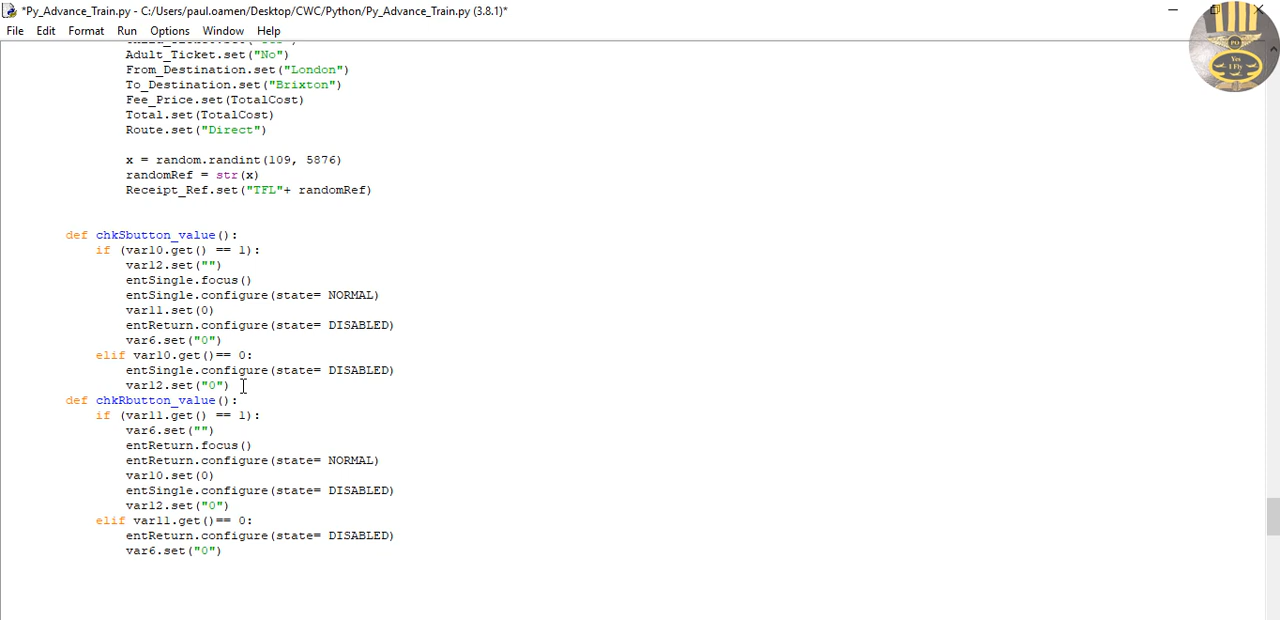 *Py_Advance_Train.py - C:/Users/paul.oamen/Desktop/CWC/Python/Py_Advance_Train.py (3.8.1)*
File Edit Format Run Options Window Help
Adult_Ticket.set("No")
From_Destination.set("London")
To_Destination.set("Brixton")
Fee_Price.set(TotalCost)
Total.set(TotalCost)
Route.set("Direct")
x = random.randint(109, 5876)
randomRef = str(x)
Receipt_Ref.set("TFL"+ randomRef)
def chkSbutton_value():
if (var10.get() == 1):
var12.set("")
entSingle.focus()
entSingle.configure(state= NORMAL)
var11.set(0)
entReturn.configure(state= DISABLED)
var6.set("0")
elif var10.get()== 0:
entSingle.configure(state= DISABLED)
var12.set("0")
def chkRbutton_value():
if (var11.get() == 1):
var6.set("")
entReturn.focus()
entReturn.configure(state= NORMAL)
var10.set(0)
entSingle.configure(state= DISABLED)
var12.set("0")
elif var11.get()== 0:
entReturn.configure(state= DISABLED)
var6.set("0")
PO
Yes
I Fly